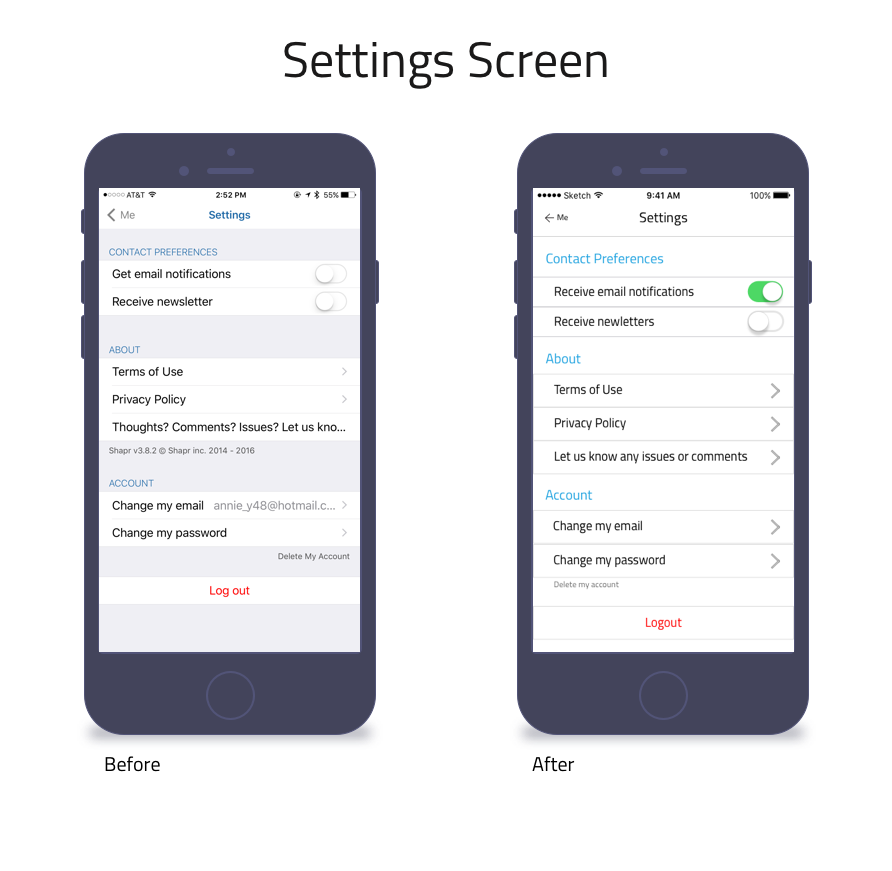 Settings Screen
AT&T 2:52 PM 55%
Me Settings
CONTACT PREFERENCES
Get email notifications
Receive newsletter
ABOUT
Terms of Use
Privacy Policy
Thoughts? Comments? Issues? Let us kno...
Shapr v3.8.2 © Shapr inc. 2014 - 2016
ACCOUNT
Change my email annie_y48@hotmail.c...
Change my password
Delete My Account
Log out
Before
Sketch 9:41 AM 100%
Me Settings
Contact Preferences
Receive email notifications
Receive newletters
About
Terms of Use
Privacy Policy
Let us know any issues or comments
Account
Change my email
Change my password
Delete my account
Logout
After